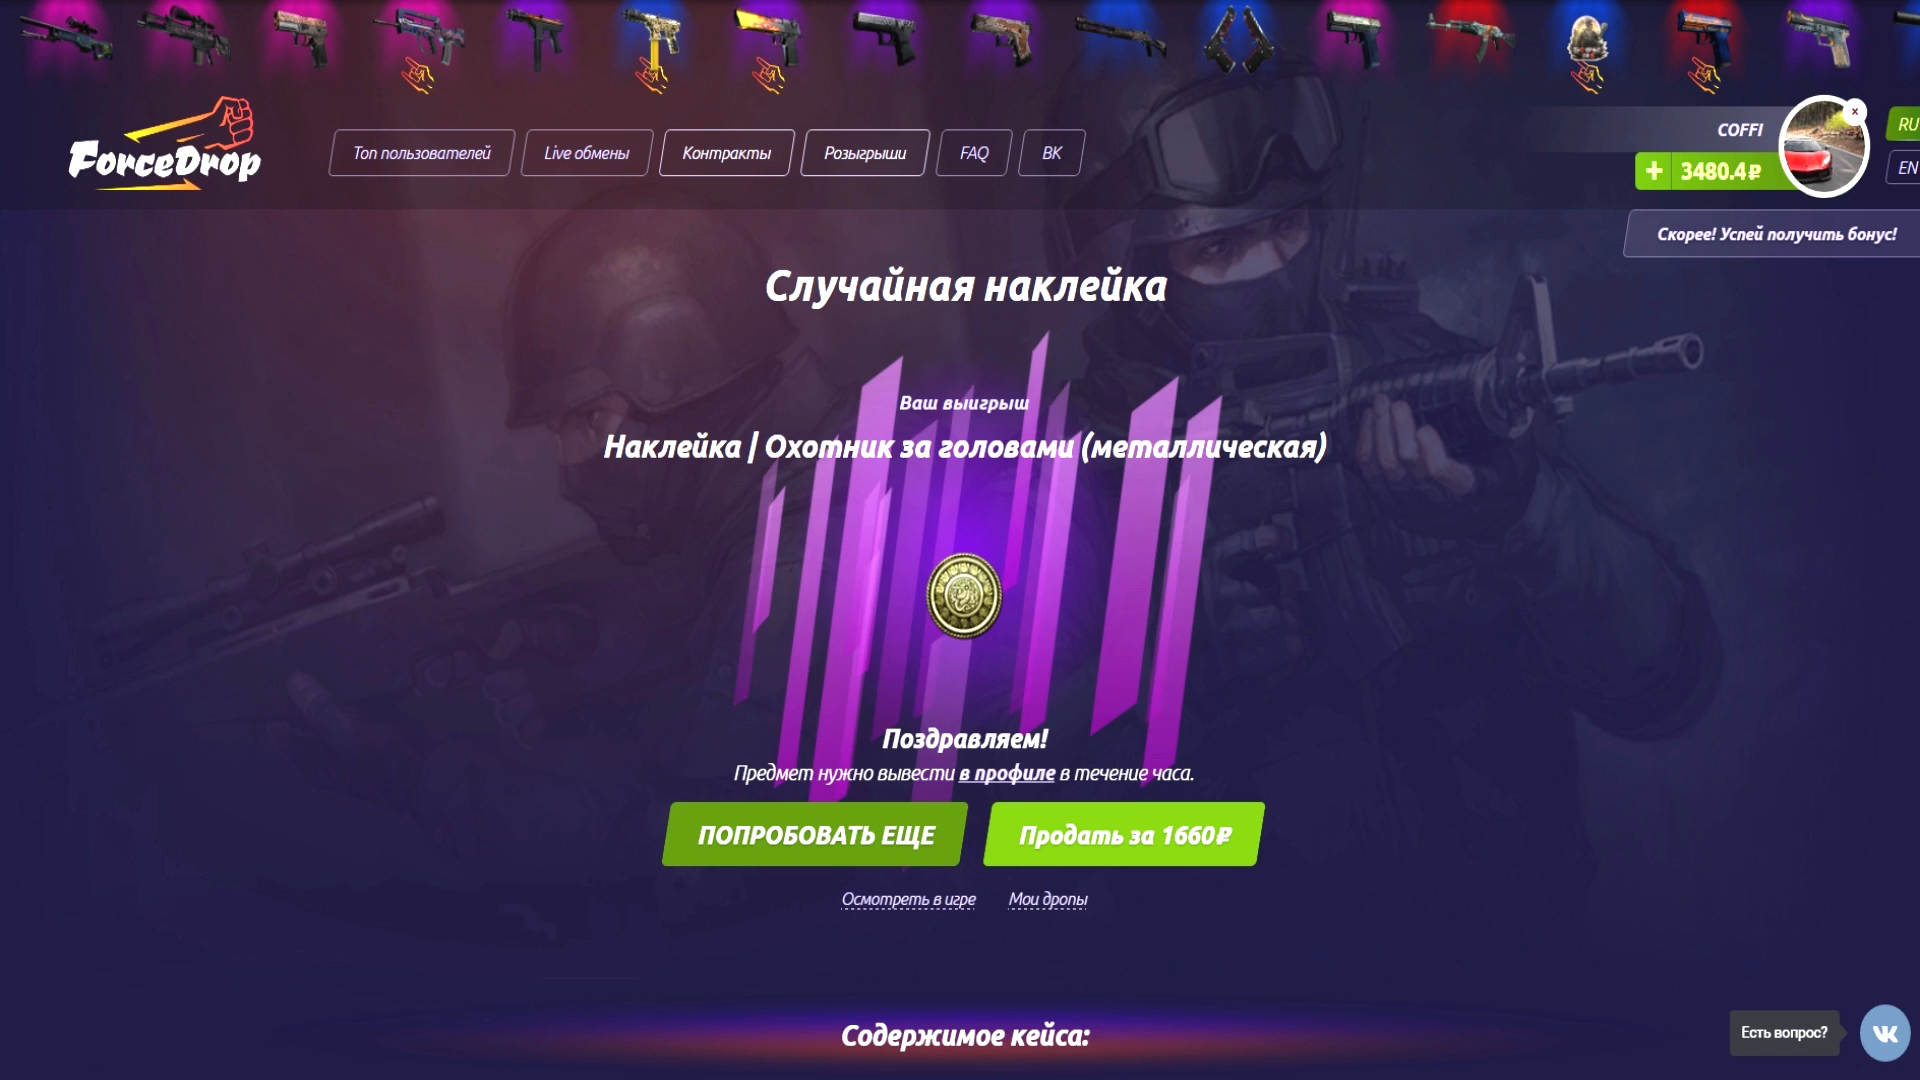 ForceDrop
Топ пользователей
Live обмены
Контракты
Розыгрыши
FAQ
ВК
COFFI
x
RU
+ 3480.4₽
EN
Скорее! Успей получить бонус!
Случайная наклейка
Ваш выигрыш
Наклейка | Охотник за головами (металлическая)
Поздравляем!
Предмет нужно вывести в профиле в течение часа.
ПОПРОБОВАТЬ ЕЩЕ
Продать за 1660₽
Осмотреть в игре
Мои дропы
Содержимое кейса:
Есть вопрос?